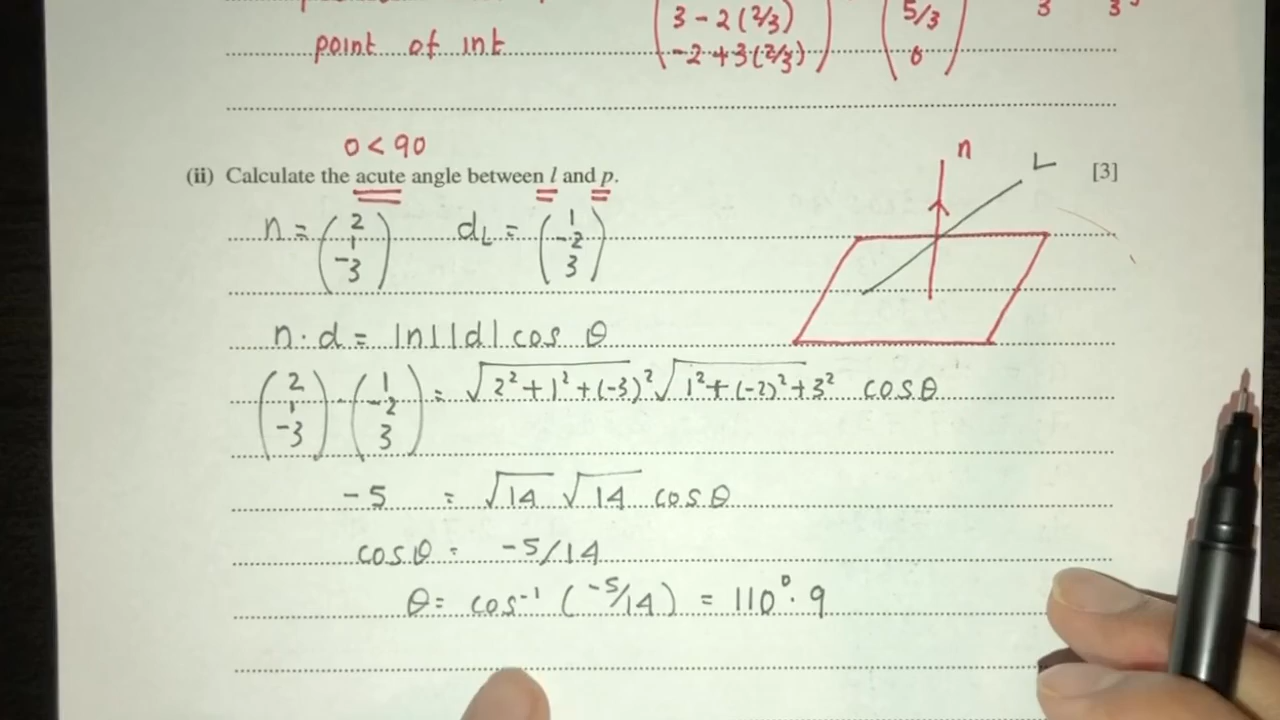 3 - 2 (2/3) 5/3 3 3
point of int -2 + 3 (2/3) 0
0 < 90
(ii) Calculate the acute angle between l and p. [3]
n L
n = ( 2 1 -3 ) d_L = ( 1 -2 3 )
n . d = |n| |d| cos θ
( 2 1 -3 ) . ( 1 -2 3 ) = √2² + 1² + (-3)² √1² + (-2)² + 3² cos θ
-5 = √14 √14 cos θ
cos θ = -5/14
θ = cos⁻¹ ( -5/14 ) = 110°.9